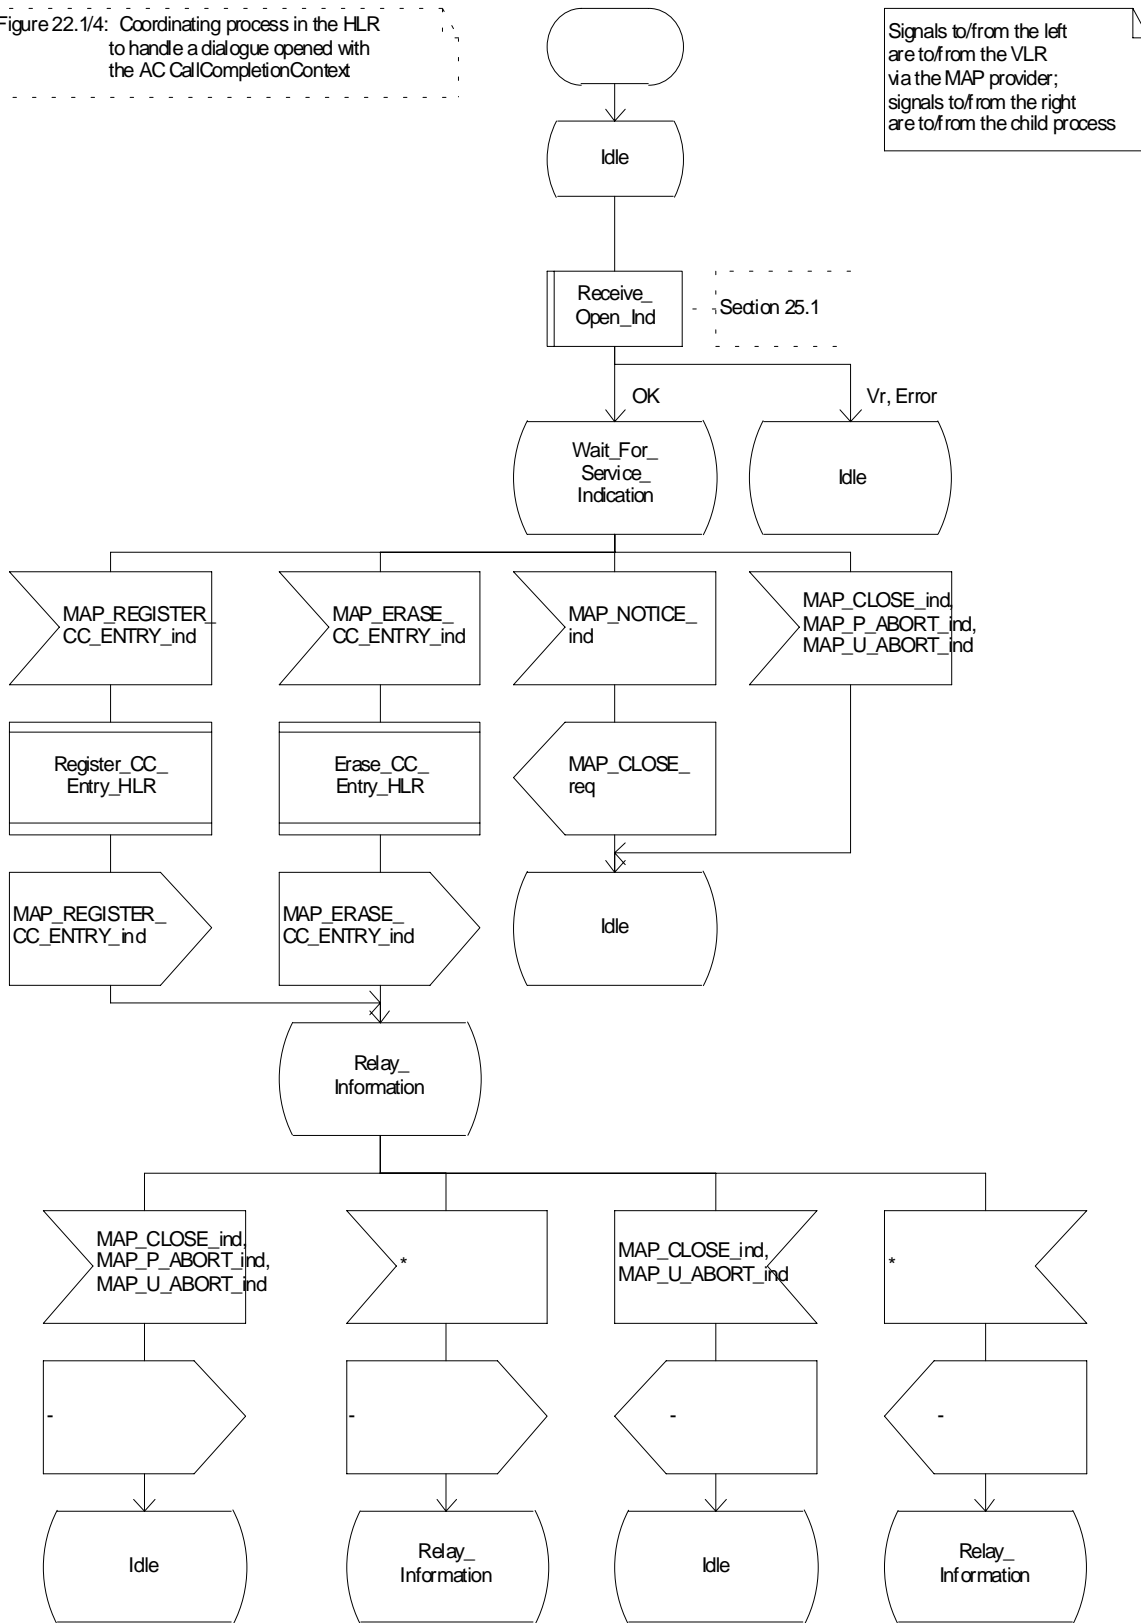 Figure 22.1/4: Coordinating process in the HLR
to handle a dialogue opened with
the AC CallCompletionContext
Signals to/from the left
are to/from the VLR
via the MAP provider;
signals to/from the right
are to/from the child process
Idle
Receive_
Open_Ind
Section 25.1
OK
Vr, Error
Wait_For_
Service_
Indication
Idle
MAP_REGISTER_
CC_ENTRY_ind
MAP_ERASE_
CC_ENTRY_ind
MAP_NOTICE_
ind
MAP_CLOSE_ind,
MAP_P_ABORT_ind,
MAP_U_ABORT_ind
Register_CC_
Entry_HLR
Erase_CC_
Entry_HLR
MAP_CLOSE_
req
MAP_REGISTER_
CC_ENTRY_ind
MAP_ERASE_
CC_ENTRY_ind
Idle
Relay_
Information
MAP_CLOSE_ind,
MAP_P_ABORT_ind,
MAP_U_ABORT_ind
*
MAP_CLOSE_ind,
MAP_U_ABORT_ind
*
-
-
-
-
Idle
Relay_
Information
Idle
Relay_
Information